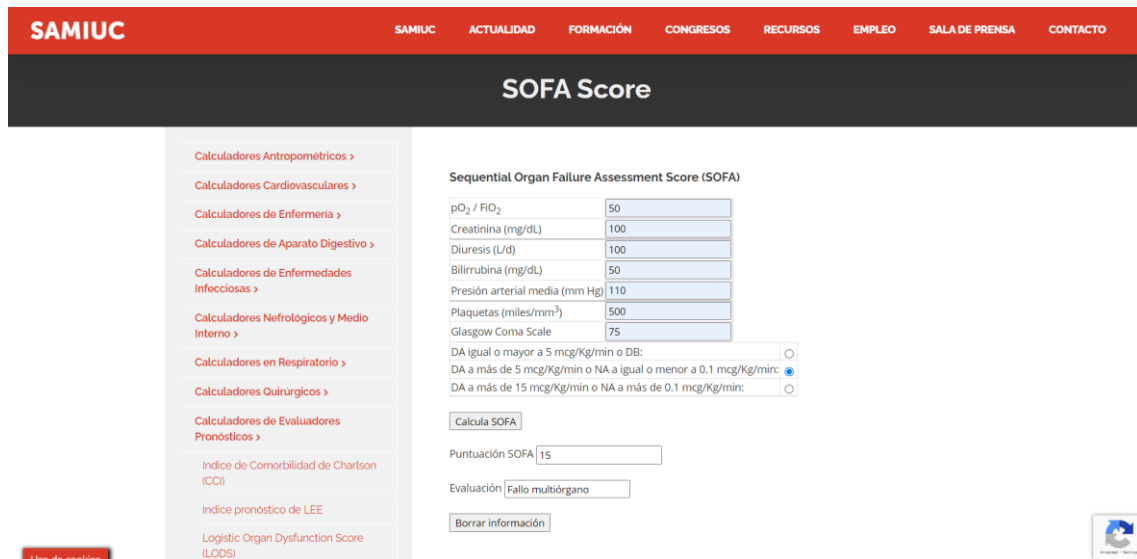 SAMIUC
SAMIUC ACTUALIDAD FORMACIÓN CONGRESOS RECURSOS EMPLEO SALA DE PRENSA CONTACTO
SOFA Score
Calculadores Antropométricos >
Calculadores Cardiovasculares >
Calculadores de Enfermería >
Calculadores de Aparato Digestivo >
Calculadores de Enfermedades
Infecciosas >
Calculadores Nefrológicos y Medio
Interno >
Calculadores en Respiratorio >
Calculadores Quirúrgicos >
Calculadores de Evaluadores
Pronósticos >
Indice de Comorbilidad de Charlson
(CCI)
Indice pronóstico de LEE
Logistic Organ Dysfunction Score
(LODS)
Uso de cookies
Sequential Organ Failure Assessment Score (SOFA)
pO2 / FiO2 50
Creatinina (mg/dL) 100
Diuresis (L/d) 100
Bilirrubina (mg/dL) 50
Presión arterial media (mm Hg) 110
Plaquetas (miles/mm3) 500
Glasgow Coma Scale 75
DA igual o mayor a 5 mcg/Kg/min o DB:
DA a más de 5 mcg/Kg/min o NA a igual o menor a 0.1 mcg/Kg/min:
DA a más de 15 mcg/Kg/min o NA a más de 0.1 mcg/Kg/min:
Calcula SOFA
Puntuación SOFA 15
Evaluación Fallo multiórgano
Borrar información